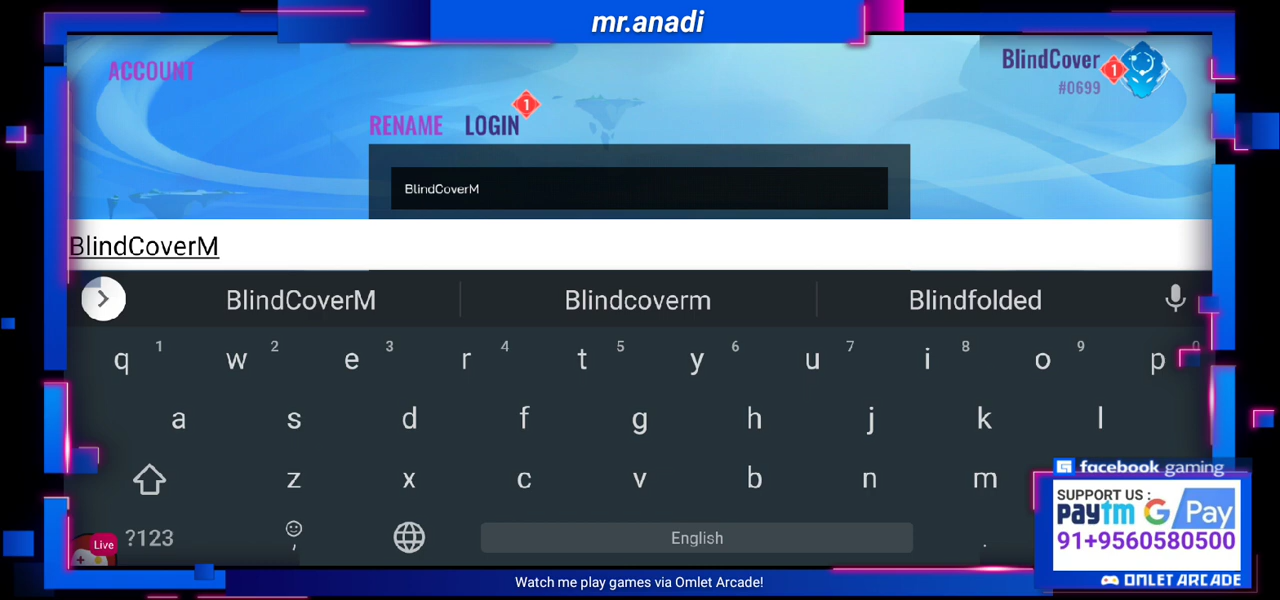 mr.anadi
ACCOUNT
BlindCover
1
#0699
RENAME LOGIN 1
BlindCoverM
BlindCoverM
BlindCoverM Blindcoverm Blindfolded
q 1 w 2 e 3 r 4 t 5 y 6 u 7 i 8 o 9 p 0
a s d f g h j k l
z x c v b n m
?123 , English .
Live
facebook gaming
SUPPORT US :
paytm G Pay
91+9560580500
OMLET ARCADE
Watch me play games via Omlet Arcade!